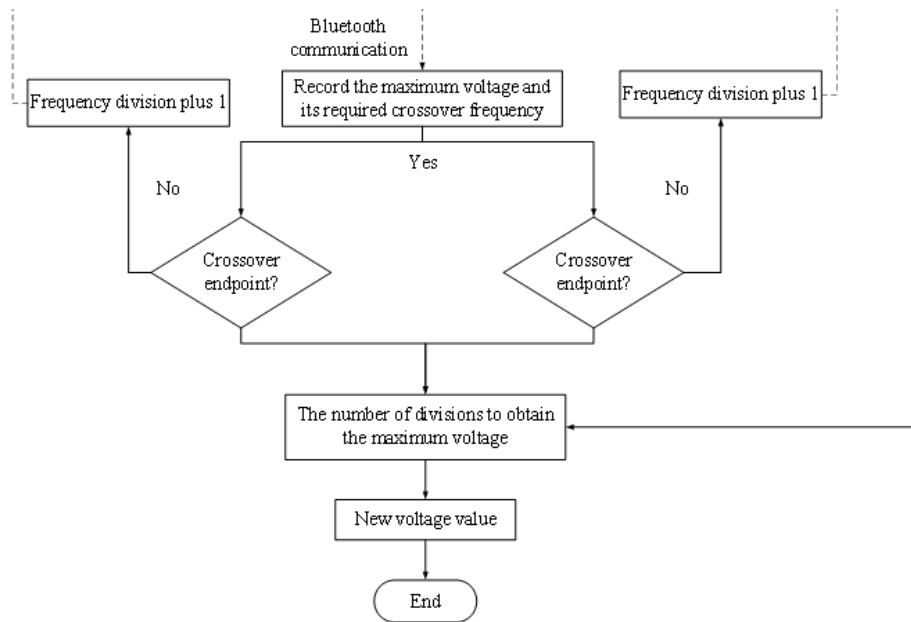 Bluetooth
communication
Frequency division plus 1
Record the maximum voltage and
its required crossover frequency
Frequency division plus 1
Yes
No
No
Crossover
endpoint?
Crossover
endpoint?
The number of divisions to obtain
the maximum voltage
New voltage value
End